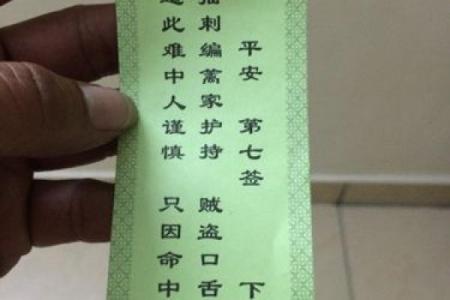 平安 第七签 下
刺编篱家护持 贼盗口舌
此难中人谨慎 只因命中